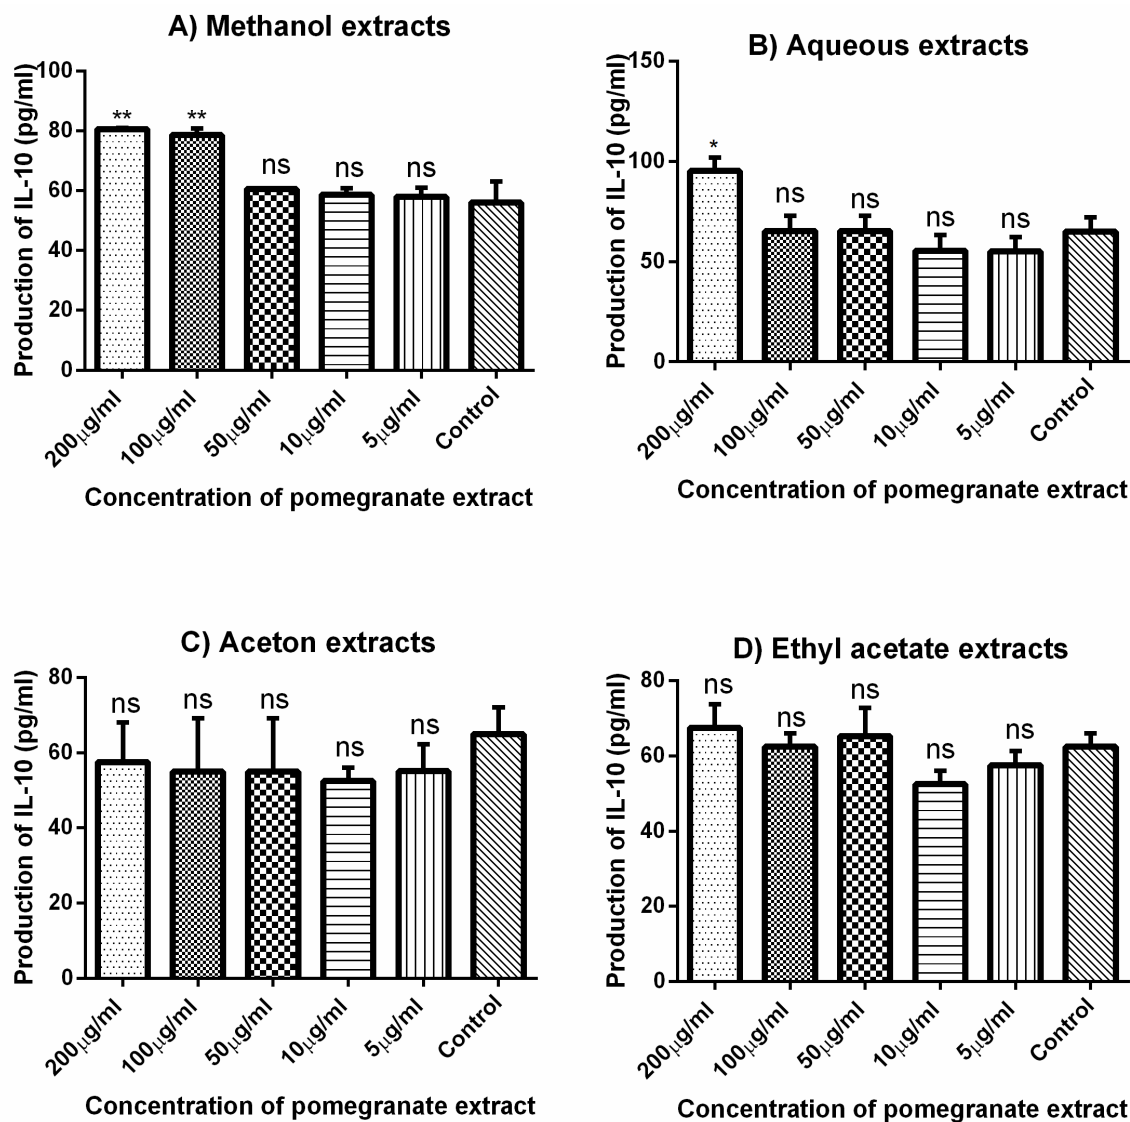 A) Methanol extracts
Production of IL-10 (pg/ml)
100
80
60
40
20
0
**
**
ns
ns
ns
200µg/ml
100µg/ml
50µg/ml
10µg/ml
5µg/ml
Control
Concentration of pomegranate extract
B) Aqueous extracts
Production of IL-10 (pg/ml)
150
100
50
0
*
ns
ns
ns
ns
200µg/ml
100µg/ml
50µg/ml
10µg/ml
5µg/ml
Control
Concentration of pomegranate extract
C) Aceton extracts
Production of IL-10 (pg/ml)
80
60
40
20
0
ns
ns
ns
ns
ns
200µg/ml
100µg/ml
50µg/ml
10µg/ml
5µg/ml
Control
Concentration of pomegranate extract
D) Ethyl acetate extracts
Production of IL-10 (pg/ml)
80
60
40
20
0
ns
ns
ns
ns
ns
200µg/ml
100µg/ml
50µg/ml
10µg/ml
5µg/ml
Control
Concentration of pomegranate extract